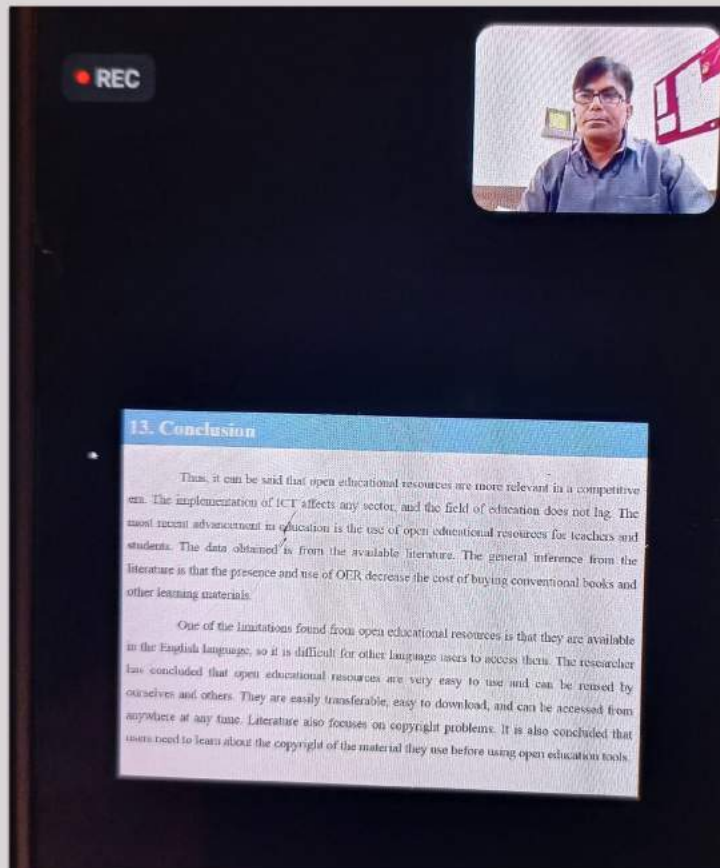 REC
13. Conclusion
Thus, it can be said that open educational resources are more relevant in a competitive
era. The implementation of ICT affects any sector, and the field of education does not lag. The
most recent advancement in education is the use of open educational resources for teachers and
students. The data obtained is from the available literature. The general inference from the
literature is that the presence and use of OER decrease the cost of buying conventional books and
other learning materials.
One of the limitations found from open educational resources is that they are available
in the English language, so it is difficult for other language users to access them. The researcher
has concluded that open educational resources are very easy to use and can be reused by
ourselves and others. They are easily transferable, easy to download, and can be accessed from
anywhere at any time. Literature also focuses on copyright problems. It is also concluded that
users need to learn about the copyright of the material they use before using open education tools.